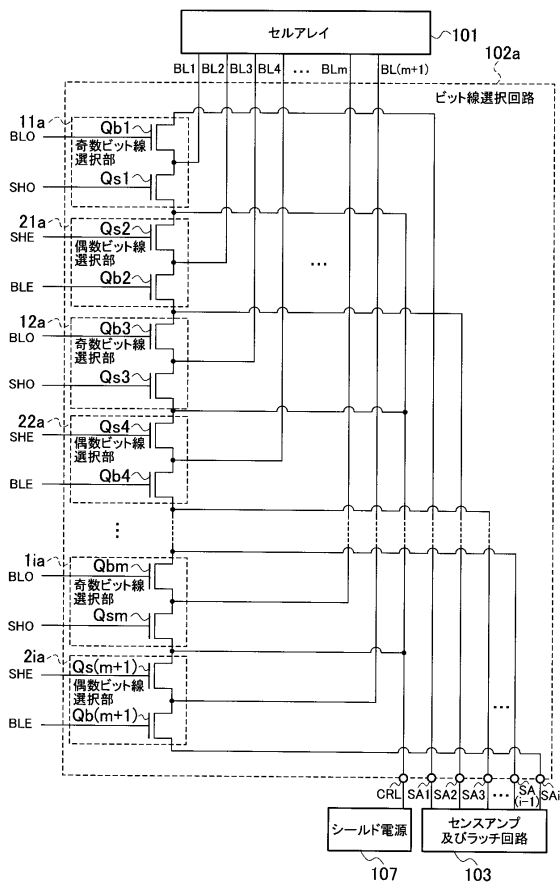 セルアレイ
101
102a
BL1 BL2 BL3 BL4 … BLm BL(m+1)
ビット線選択回路
11a
BLO
Qb1
奇数ビット線
選択部
SHO
Qs1
21a
SHE
Qs2
偶数ビット線
選択部
BLE
Qb2
…
12a
BLO
Qb3
奇数ビット線
選択部
SHO
Qs3
22a
SHE
Qs4
偶数ビット線
選択部
BLE
Qb4
⋮
1ia
BLO
Qbm
奇数ビット線
選択部
SHO
Qsm
2ia
SHE
Qs(m+1)
偶数ビット線
選択部
BLE
Qb(m+1)
…
CRL SA1 SA2 SA3 … SA(i−1) SAi
シールド電源
107
センスアンプ
及びラッチ回路
103